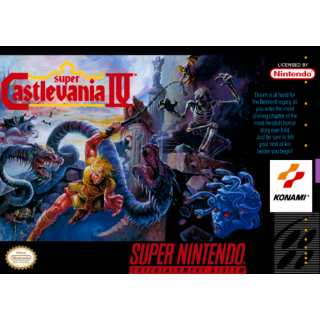 super
Castlevania IV
LICENSED BY
Nintendo
Doom is at hand for
the Belmont legacy as
you enter the most
chilling chapter of the
most fiendish horror
story ever told.
Just be sure to tell
your next of kin
before you begin!
KONAMI
SUPER NINTENDO
ENTERTAINMENT SYSTEM